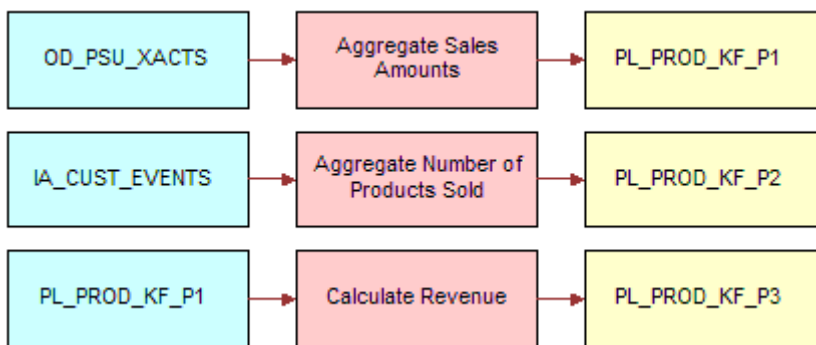 OD_PSU_XACTS
Aggregate Sales
Amounts
PL_PROD_KF_P1
IA_CUST_EVENTS
Aggregate Number of
Products Sold
PL_PROD_KF_P2
PL_PROD_KF_P1
Calculate Revenue
PL_PROD_KF_P3